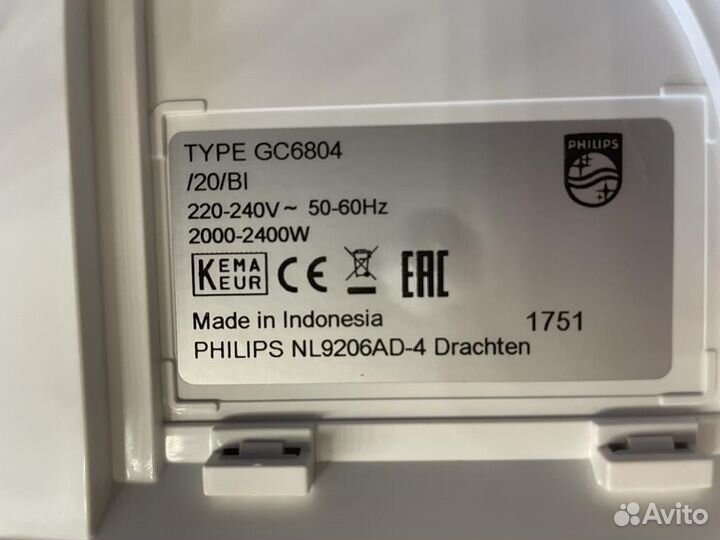 TYPE GC6804
PHILIPS
/20/BI
220-240V~ 50-60Hz
2000-2400W
KEMA
EUR
CE
EAC
Made in Indonesia 1751
PHILIPS NL9206AD-4 Drachten
Avito